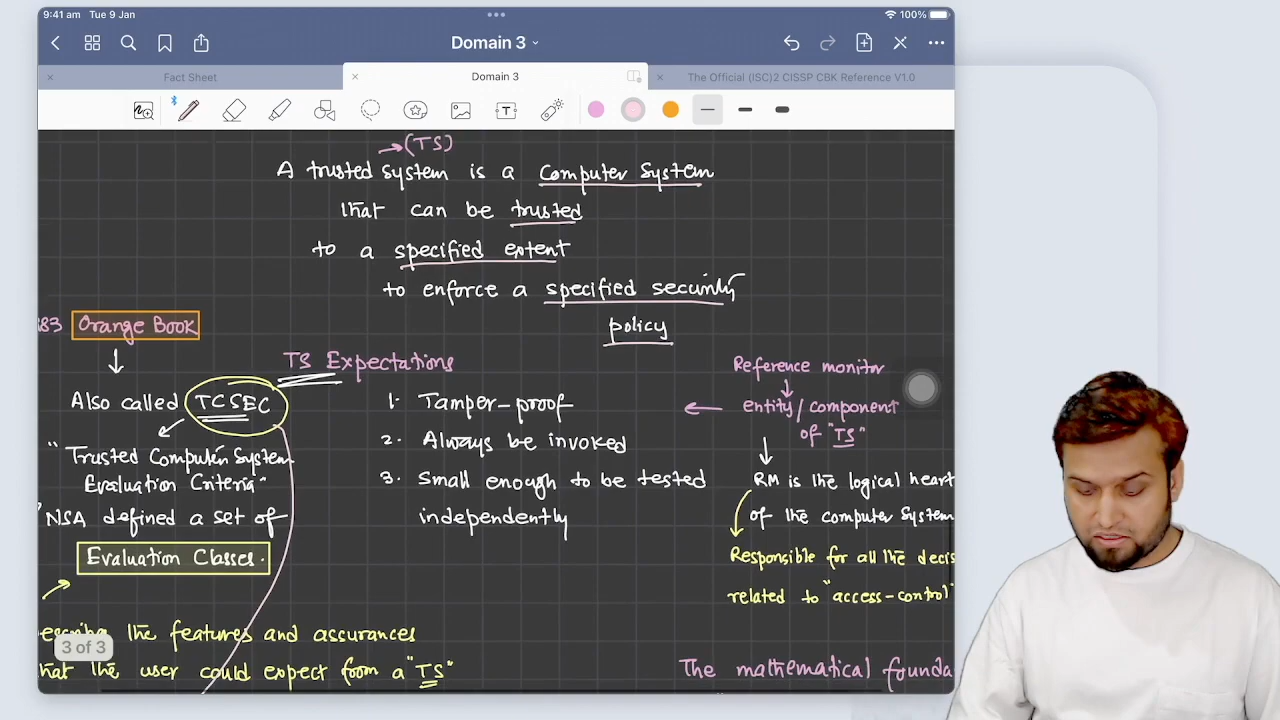 9:41 am Tue 9 Jan
100%
Domain 3
Fact Sheet
Domain 3
The Official (ISC)2 CISSP CBK Reference V1.0
→(TS)
A trusted system is a computer system
that can be trusted
to a specified extent
to enforce a specified security
policy
83 Orange Book
Also called TCSEC
"Trusted Computer System
Evaluation Criteria"
"NSA defined a set of
Evaluation Classes.
the features and assurances
that the user could expect from a "TS"
3 of 3
TS Expectations
1. Tamper-proof
2. Always be invoked
3. Small enough to be tested
independently
Reference monitor
entity/component
of "TS"
RM is the logical heart
of the computer system
Responsible for all the decis
related to "access-control"
The mathematical founda